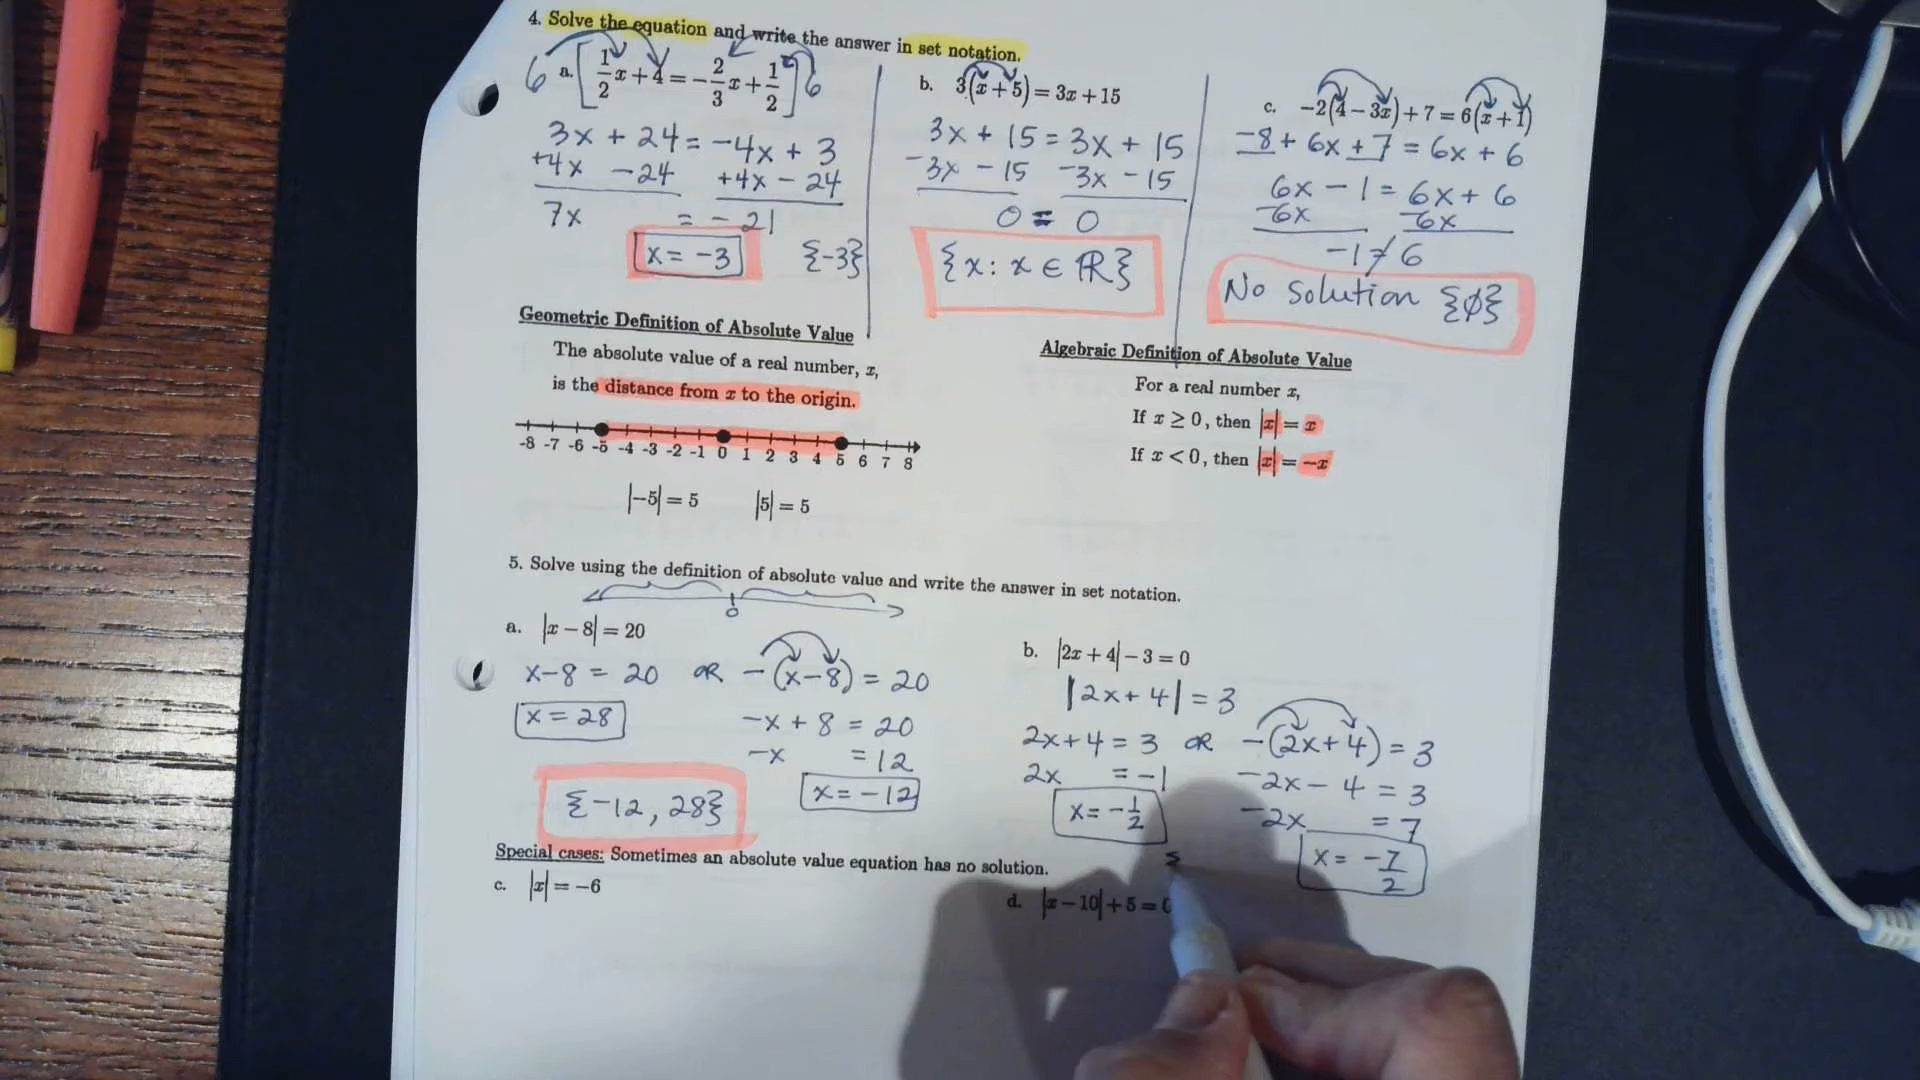 4. Solve the equation and write the answer in set notation.
6 a. [ 1/2 x + 4 = - 2/3 x + 1/2 ] 6
3x + 24 = -4x + 3
+4x - 24 +4x - 24
7x = - 21
x = -3 {-3}
b. 3(x + 5) = 3x + 15
3x + 15 = 3x + 15
-3x - 15 -3x - 15
0 = 0
{x: x ∈ ℝ}
c. -2(4 - 3x) + 7 = 6(x + 1)
-8 + 6x + 7 = 6x + 6
6x - 1 = 6x + 6
-6x -6x
-1 ≠ 6
No solution {∅}
Geometric Definition of Absolute Value
The absolute value of a real number, x,
is the distance from x to the origin.
-8 -7 -6 -5 -4 -3 -2 -1 0 1 2 3 4 5 6 7 8
|-5| = 5 |5| = 5
Algebraic Definition of Absolute Value
For a real number x,
If x ≥ 0, then |x| = x
If x < 0, then |x| = -x
5. Solve using the definition of absolute value and write the answer in set notation.
0
a. |x - 8| = 20
x-8 = 20 OR -(x-8) = 20
x = 28
-x + 8 = 20
-x = 12
x = -12
{-12, 28}
b. |2x + 4| - 3 = 0
|2x + 4| = 3
2x+4 = 3 OR -(2x+4) = 3
2x = -1
x = -1/2
-2x - 4 = 3
-2x = 7
x = -7/2
{
Special cases: Sometimes an absolute value equation has no solution.
c. |x| = -6
d. |x - 10| + 5 = 0